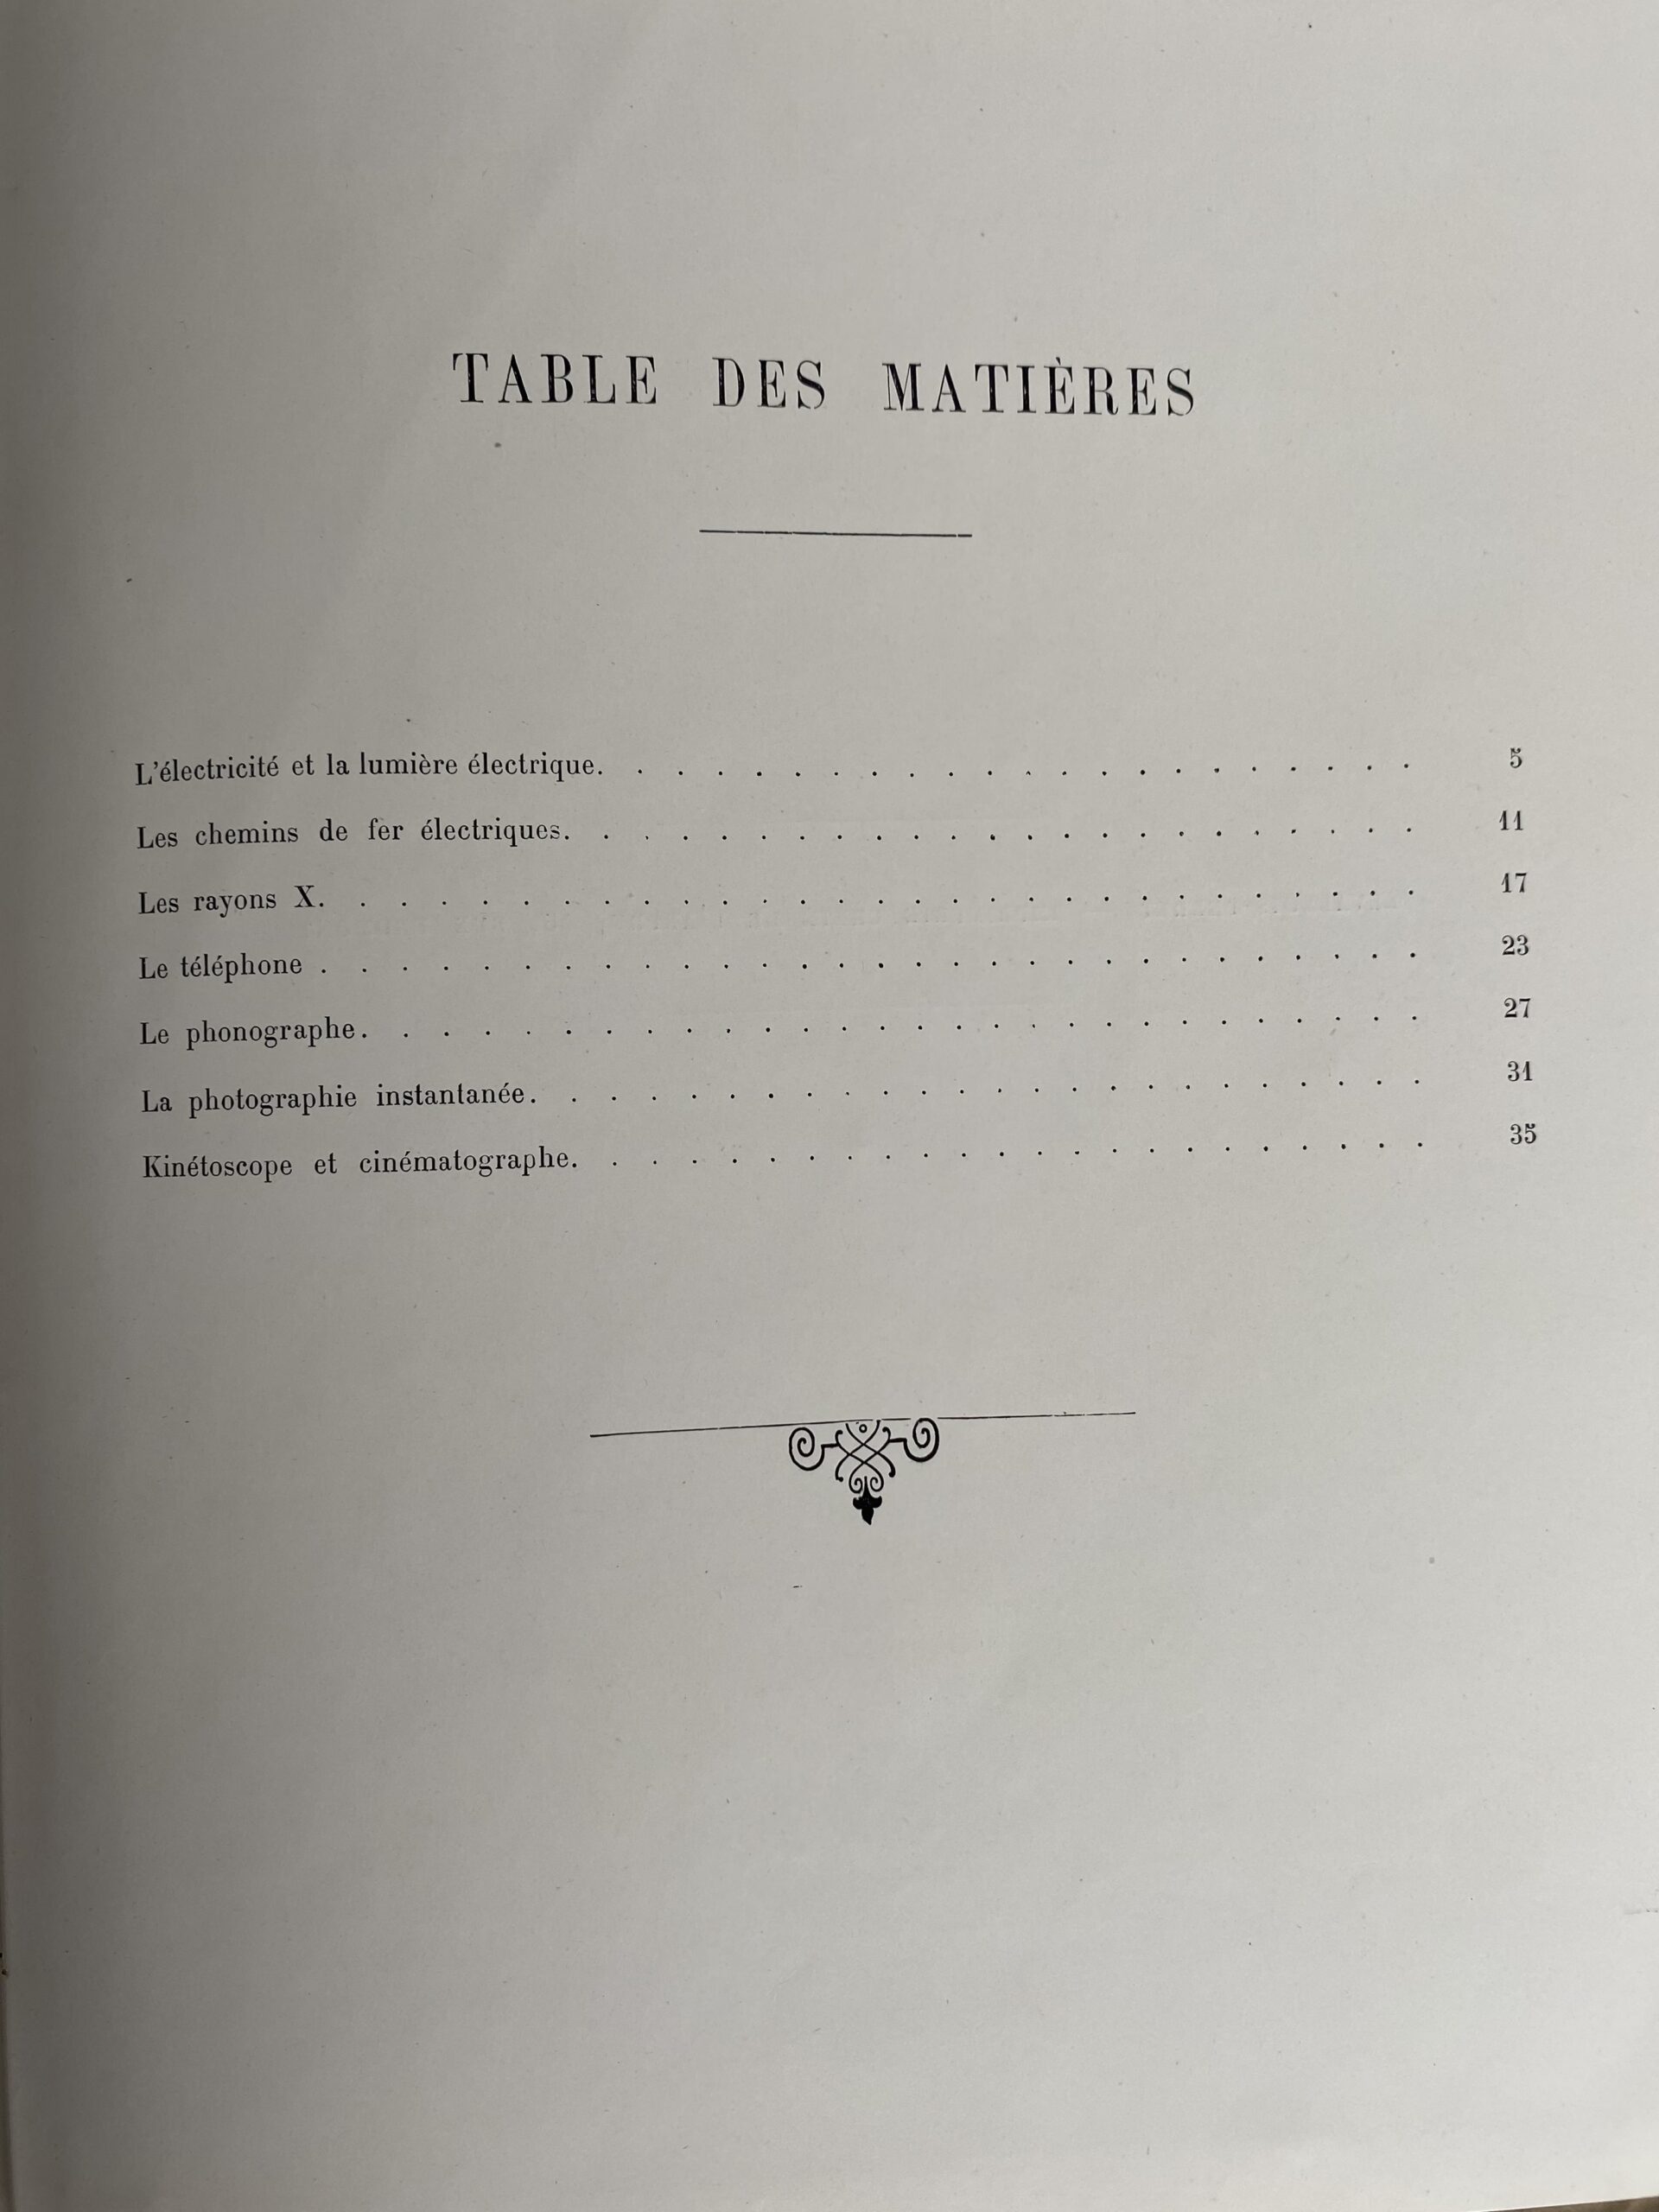 TABLE DES MATIÈRES
L'électricité et la lumière électrique. . . . . . . . . . . . . . . . . . . . . . 5
Les chemins de fer électriques. . . . . . . . . . . . . . . . . . . . . . . 11
Les rayons X. . . . . . . . . . . . . . . . . . . . . . . . . . . . . 17
Le téléphone . . . . . . . . . . . . . . . . . . . . . . . . . . . . . 23
Le phonographe. . . . . . . . . . . . . . . . . . . . . . . . . . . . 27
La photographie instantanée. . . . . . . . . . . . . . . . . . . . . . . . 31
Kinétoscope et cinématographe. . . . . . . . . . . . . . . . . . . . . . . 35